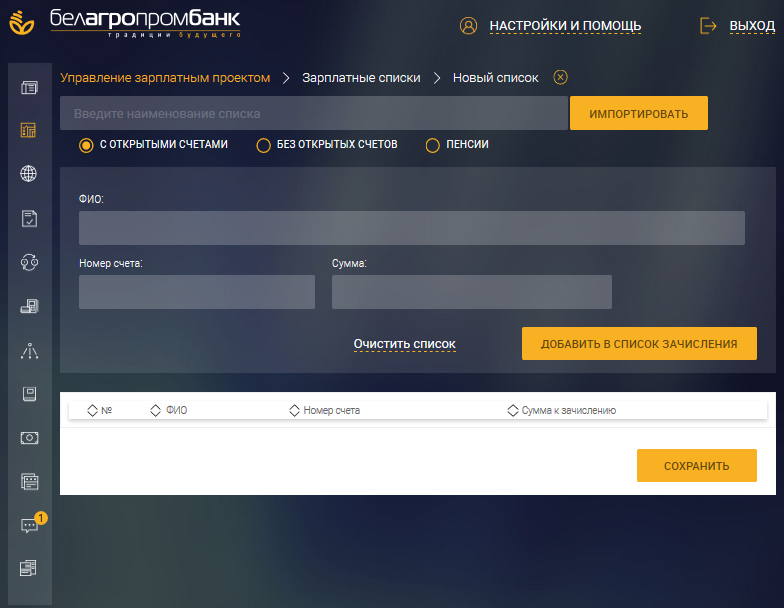 белагропромбанк
традиции будущего
НАСТРОЙКИ И ПОМОЩЬ
ВЫХОД
Управление зарплатным проектом > Зарплатные списки > Новый список
Введите наименование списка
ИМПОРТИРОВАТЬ
С ОТКРЫТЫМИ СЧЕТАМИ БЕЗ ОТКРЫТЫХ СЧЕТОВ ПЕНСИИ
ФИО:
Номер счета: Сумма:
Очистить список ДОБАВИТЬ В СПИСОК ЗАЧИСЛЕНИЯ
№ ФИО Номер счета Сумма к зачислению
СОХРАНИТЬ
1